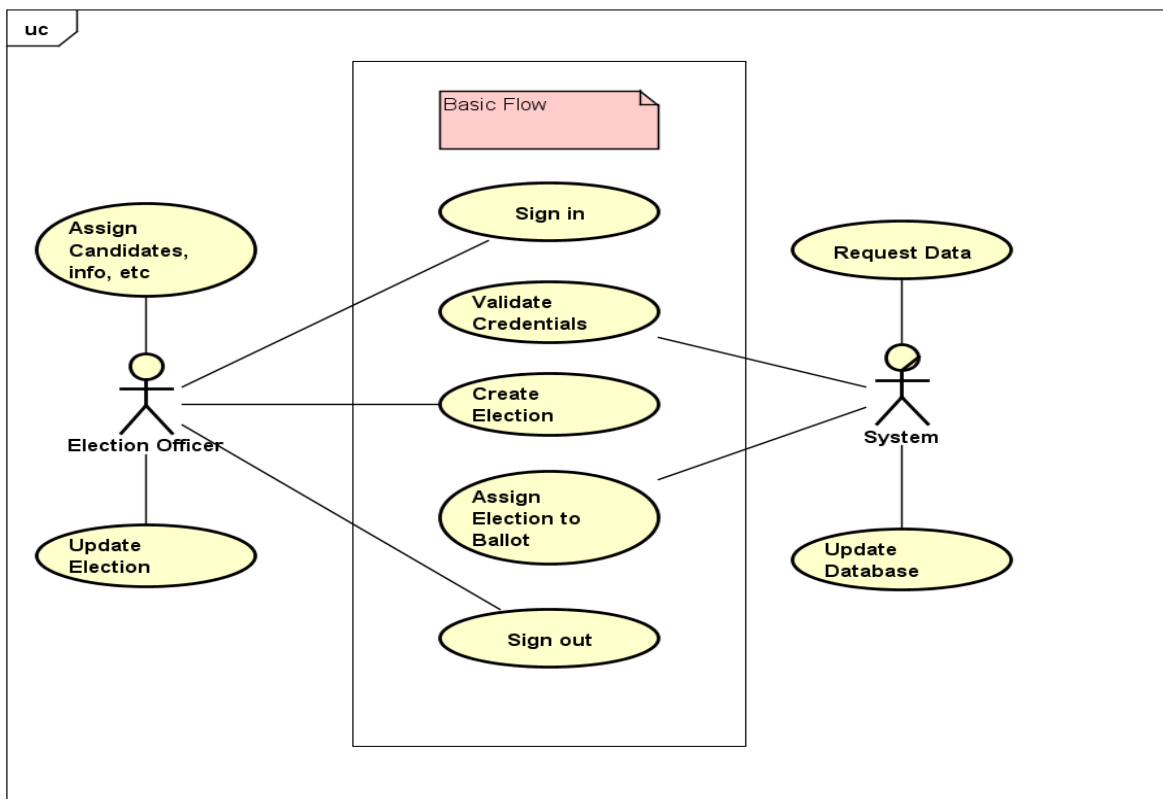 uc
Basic Flow
Sign in
Assign
Candidates,
info, etc
Request Data
Validate
Credentials
Create
Election
Election Officer
System
Assign
Election to
Ballot
Update
Election
Update
Database
Sign out